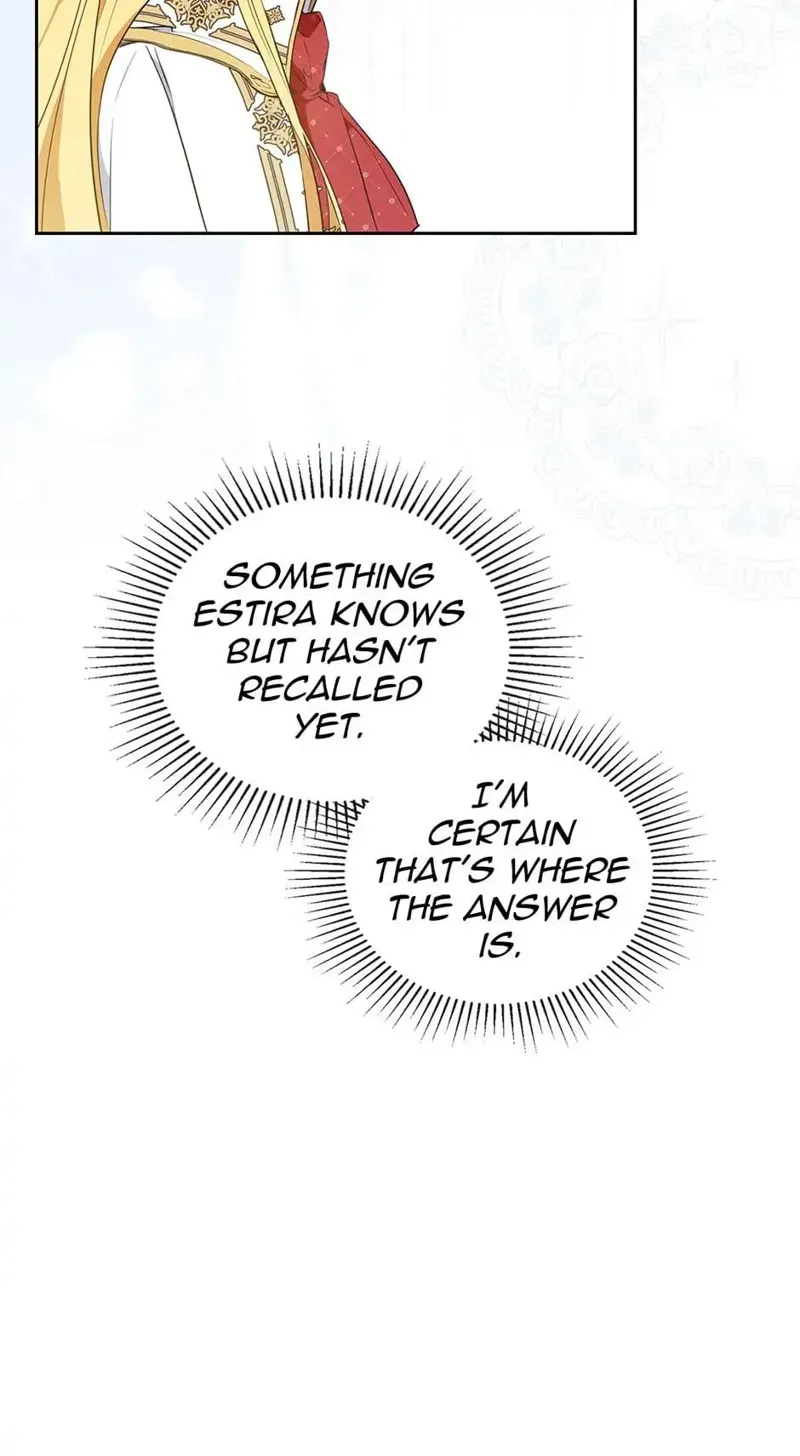 SOMETHING
ESTIRA KNOWS
BUT HASN'T
RECALLED
YET.
I'M
CERTAIN
THAT'S WHERE
THE ANSWER
IS.